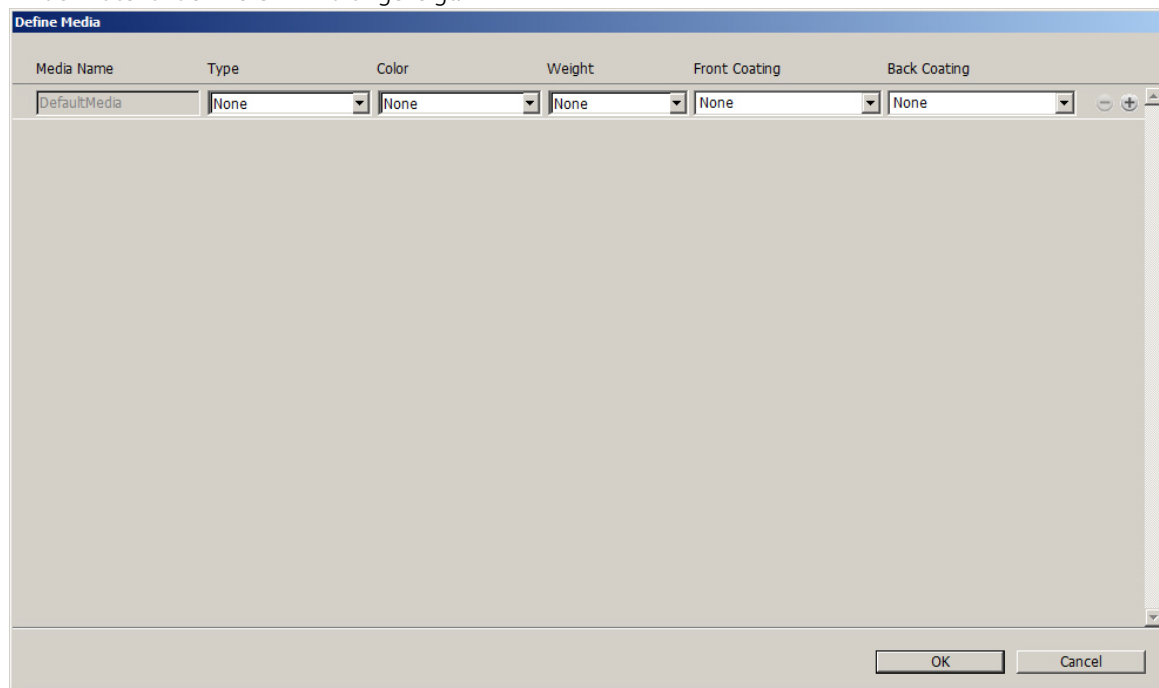 Define Media
Media Name Type Color Weight Front Coating Back Coating
DefaultMedia None None None None None
OK Cancel